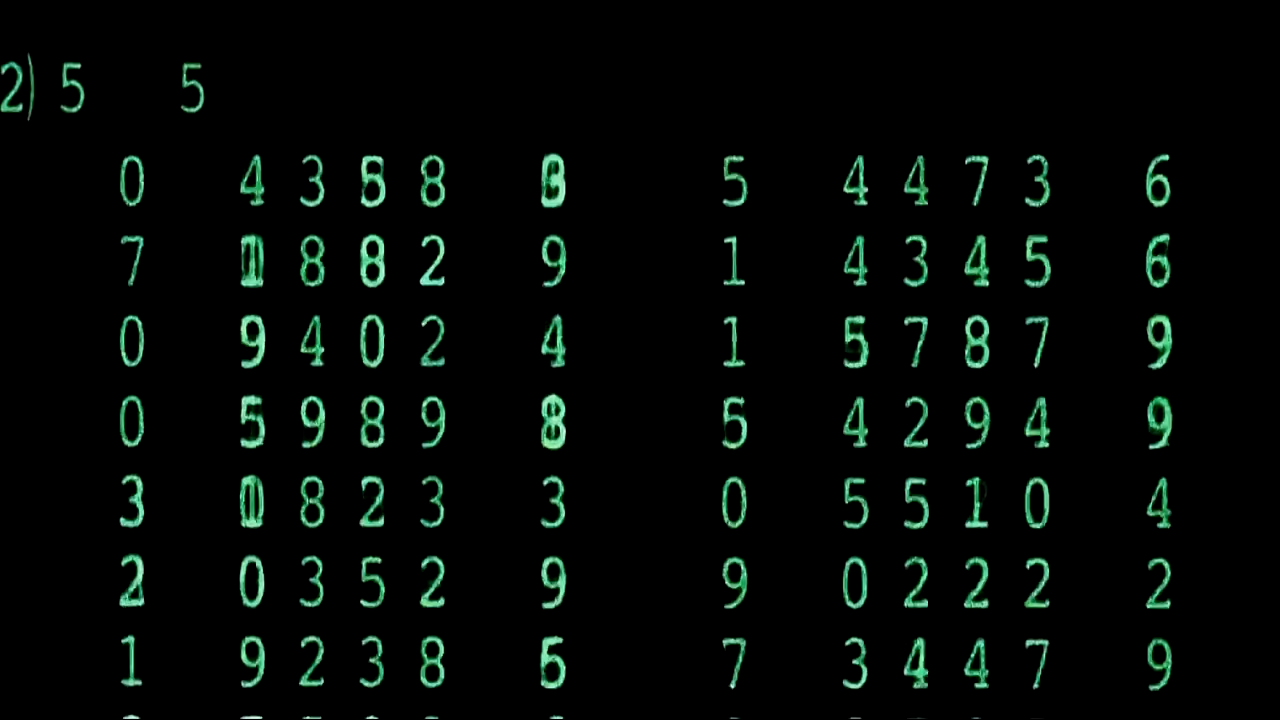 2) 5 5
0 4 3 8 5 4 4 7 3 6
7 8 8 2 9 1 4 3 4 5 6
0 9 4 0 2 4 1 5 7 8 7 9
0 5 9 8 9 8 4 2 9 4 9
3 8 2 3 3 0 5 5 1 0 4
2 0 3 5 2 9 9 0 2 2 2 2
1 9 2 3 8 7 3 4 4 7 9